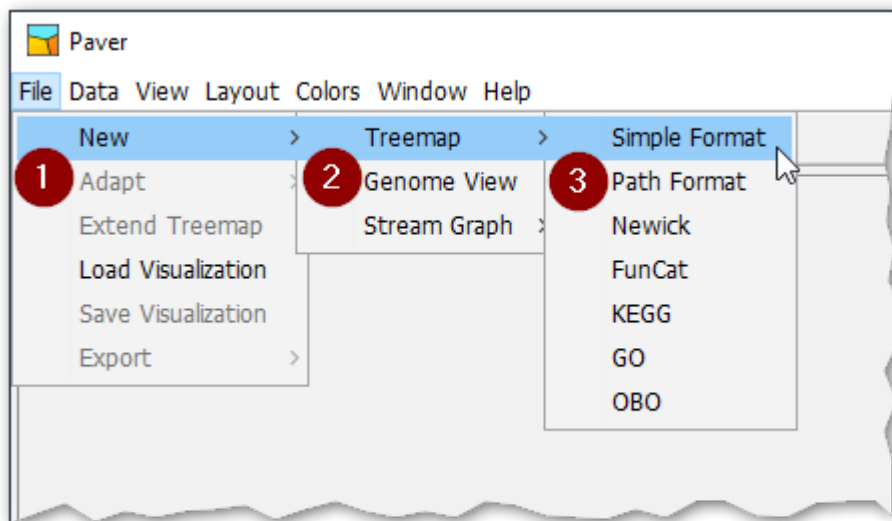 Paver
File Data View Layout Colors Window Help
New > Treemap > Simple Format
1 Adapt > 2 Genome View 3 Path Format
Extend Treemap Stream Graph > Newick
Load Visualization FunCat
Save Visualization KEGG
Export > GO
OBO